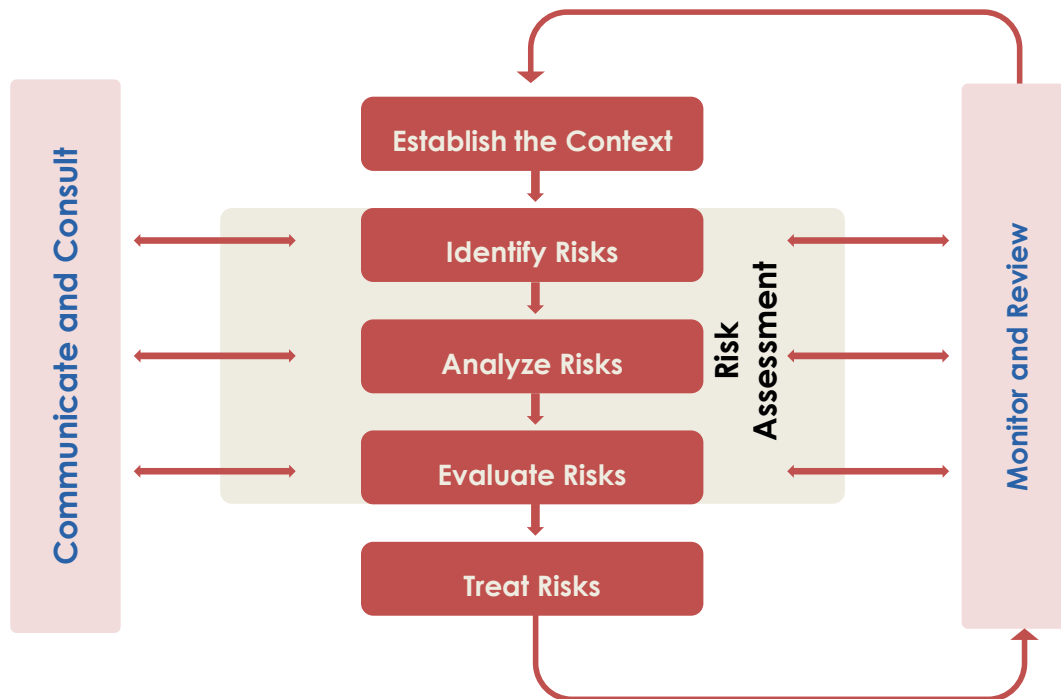 Communicate and Consult
Establish the Context
Identify Risks
Analyze Risks
Evaluate Risks
Treat Risks
Risk
Assessment
Monitor and Review